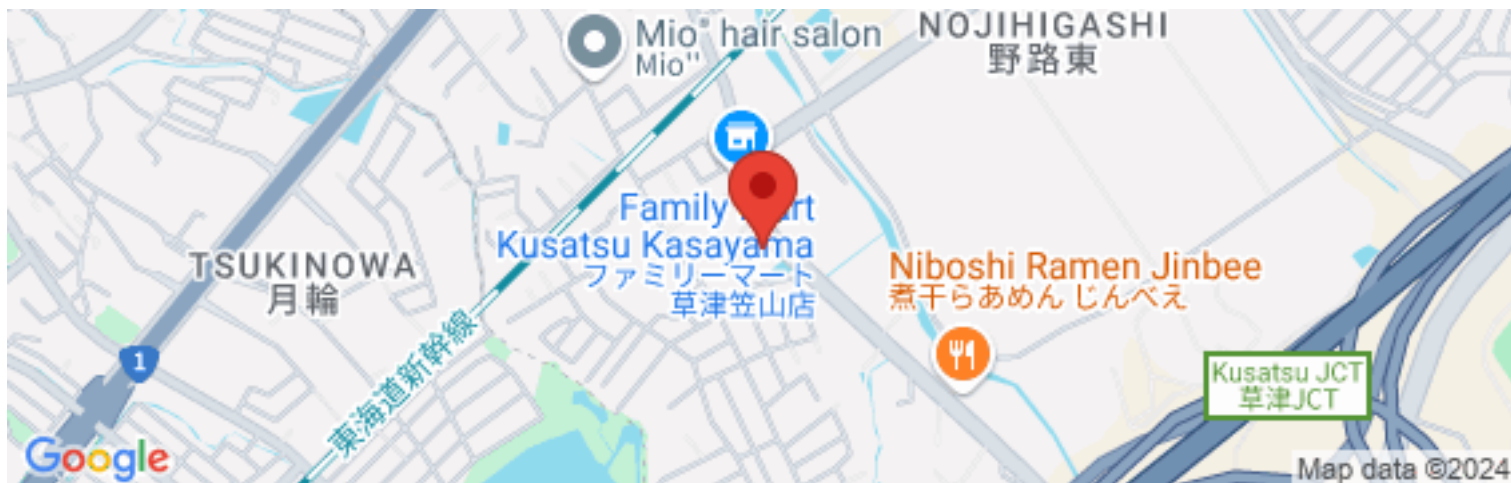 Mio" hair salon
Mio"
NOJIHIGASHI
野路東
Family Mart
Kusatsu Kasayama
ファミリーマート
草津笠山店
TSUKINOWA
月輪
Niboshi Ramen Jinbee
煮干らあめん じんべえ
1
東海道新幹線
Kusatsu JCT
草津JCT
Google
Map data ©2024